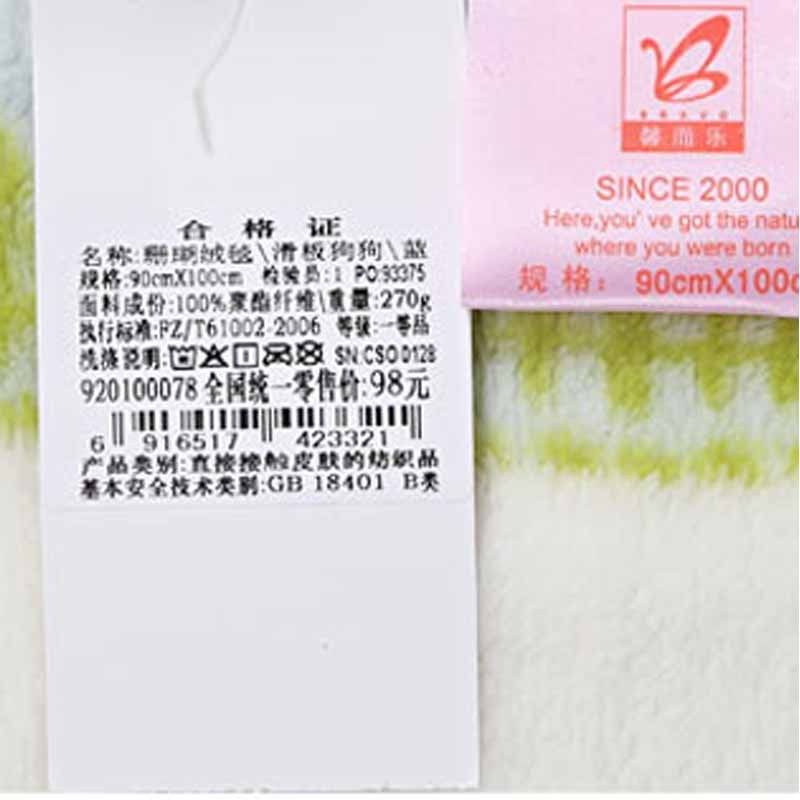 合格证
名称:珊瑚绒毯\滑板狗狗\蓝
规格:90cmX100cm 检验员:1 PO:93375
面料成份:100%聚酯纤维\重量:270g
执行标准:FZ/T61002-2006 等级:一等品
洗涤说明: SN:CSO0128
920100078 全国统一零售价:98元
6 916517 423321
产品类别:直接接触皮肤的纺织品
基本安全技术类别:GB 18401 B类
馨而乐
SINCE 2000
Here,you' ve got the natu
where you were born
规格: 90cmX100c